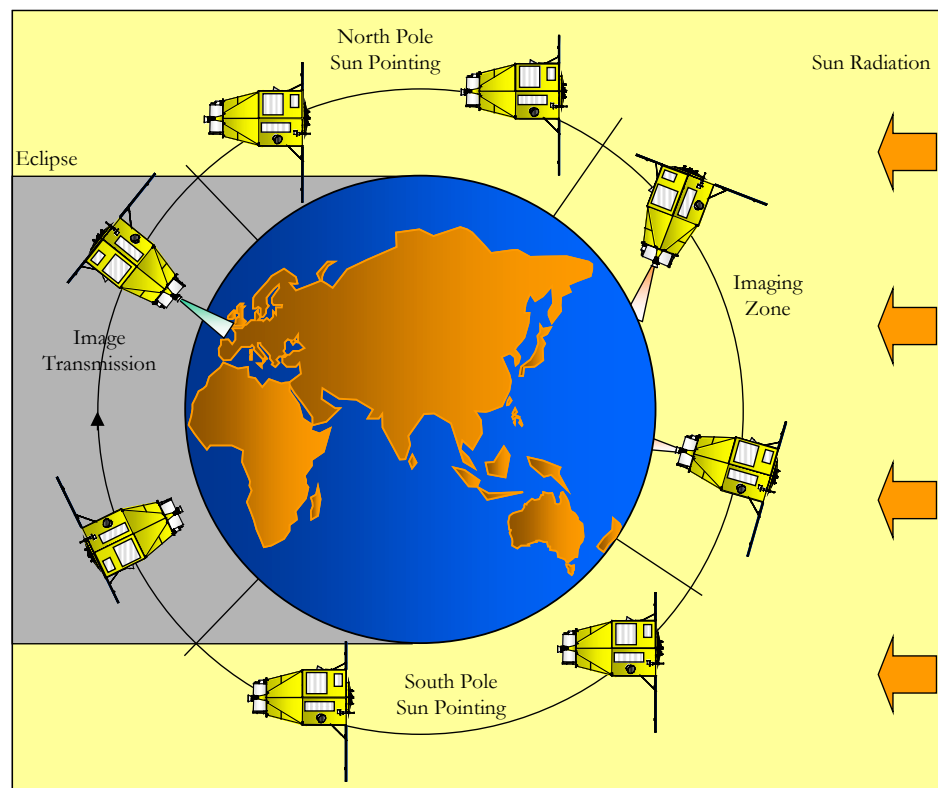 North Pole
Sun Pointing
Sun Radiation
Eclipse
Imaging
Zone
Image
Transmission
South Pole
Sun Pointing